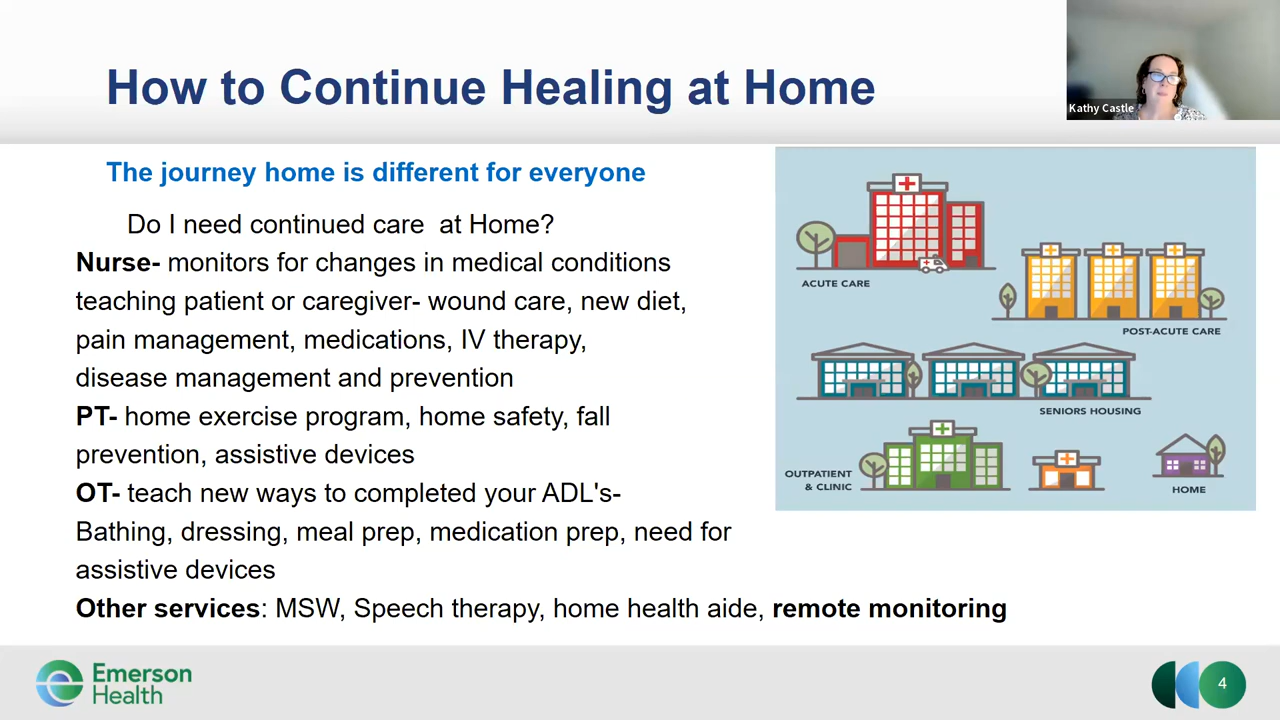 How to Continue Healing at Home
Kathy Castle
The journey home is different for everyone
Do I need continued care  at Home?
Nurse- monitors for changes in medical conditions
teaching patient or caregiver- wound care, new diet,
pain management, medications, IV therapy,
disease management and prevention
PT- home exercise program, home safety, fall
prevention, assistive devices
OT- teach new ways to completed your ADL's-
Bathing, dressing, meal prep, medication prep, need for
assistive devices
Other services: MSW, Speech therapy, home health aide, remote monitoring
ACUTE CARE
POST-ACUTE CARE
SENIORS HOUSING
OUTPATIENT
& CLINIC
HOME
Emerson
Health
4